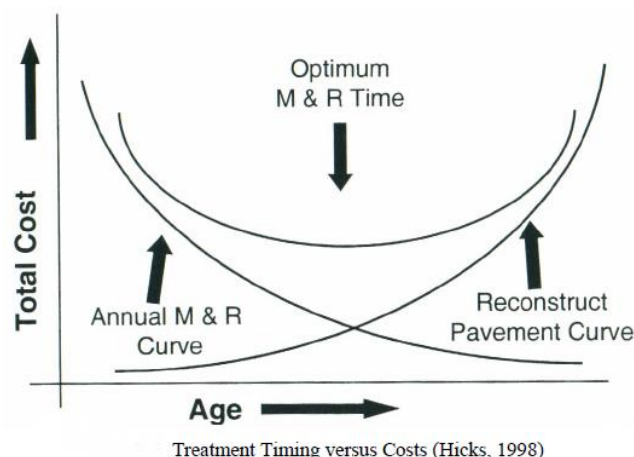 Optimum
M & R Time
Total Cost
Annual M & R
Curve
Reconstruct
Pavement Curve
Age
Treatment Timing versus Costs (Hicks, 1998)